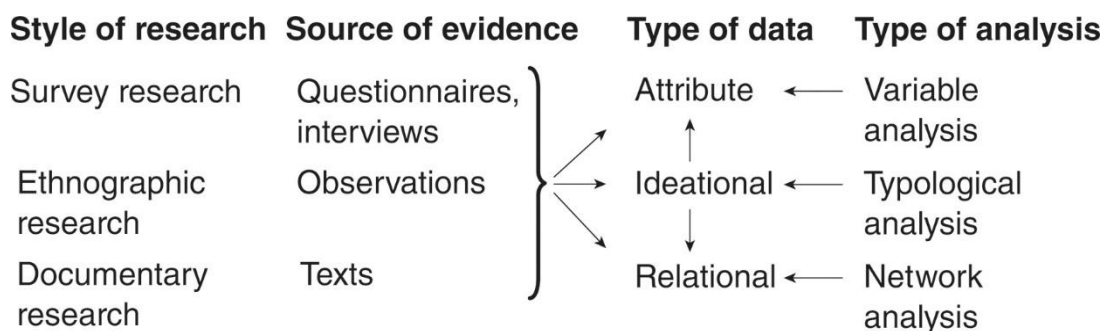 Style of research Source of evidence Type of data Type of analysis
Survey research Questionnaires, Attribute Variable
interviews analysis
Ethnographic Observations Ideational Typological
research analysis
Documentary Texts Relational Network
research analysis